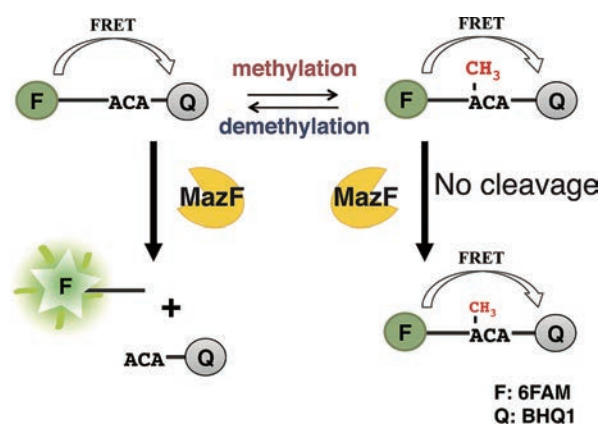 FRET
FRET
F
ACA
Q
methylation
demethylation
CH3
F
ACA
Q
MazF
MazF
No cleavage
F
+
ACA
Q
FRET
CH3
F
ACA
Q
F: 6FAM
Q: BHQ1